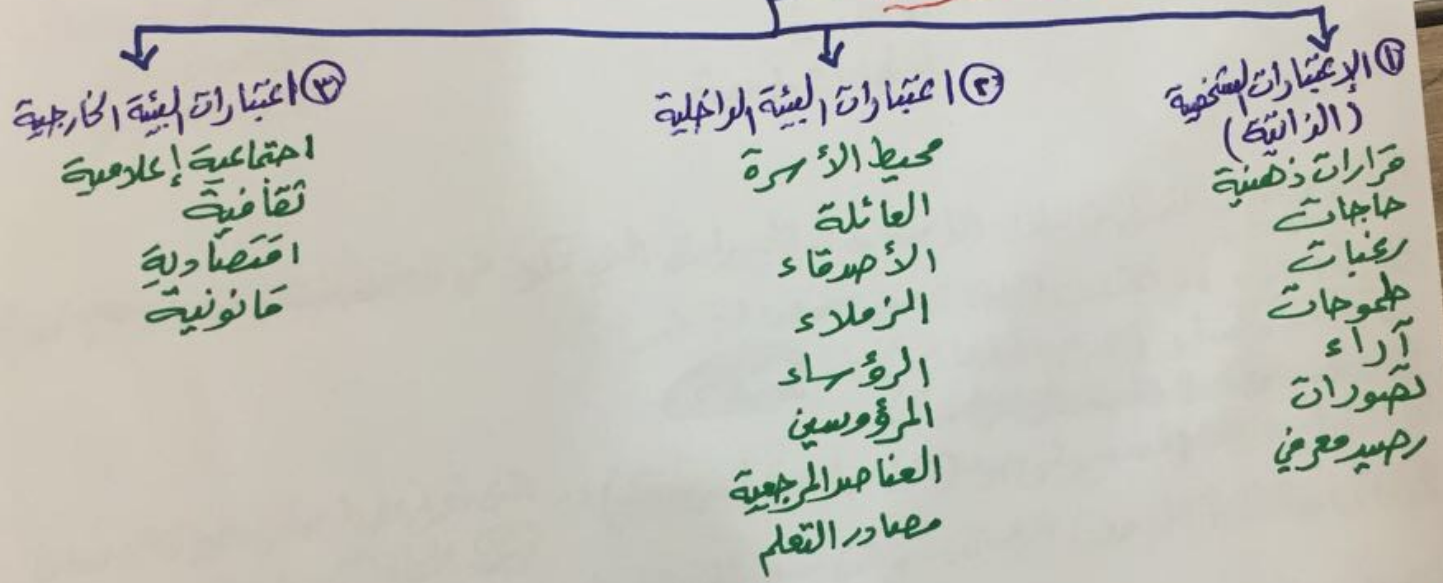 ① الإعتبارات الشخصية
(الذاتية)
قرارات ذهنية
حاجات
رغبات
طموحات
آراء
تصورات
رصيد معرفي
② اعتبارات البيئة الداخلية
محيط الأسرة
العائلة
الأصدقاء
الزملاء
الرؤساء
المرؤوسين
العناصر المرجعية
مصادر التعلم
③ اعتبارات البيئة الخارجية
احتماعية إعلامية
ثقافية
اقتصادية
قانونية